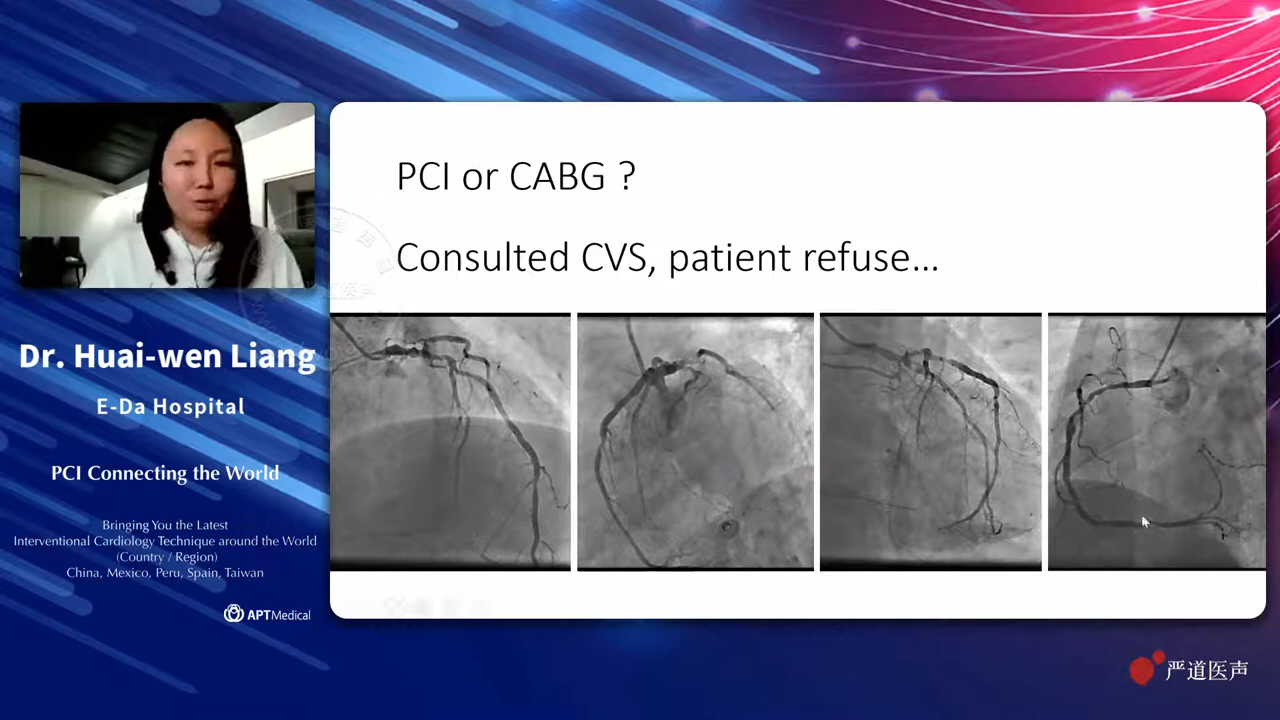 PCI or CABG ?
Consulted CVS, patient refuse...
Dr. Huai-wen Liang
E-Da Hospital
PCI Connecting the World
Bringing You the Latest
Interventional Cardiology Technique around the World
(Country / Region)
China, Mexico, Peru, Spain, Taiwan
APTMedical
严道医声